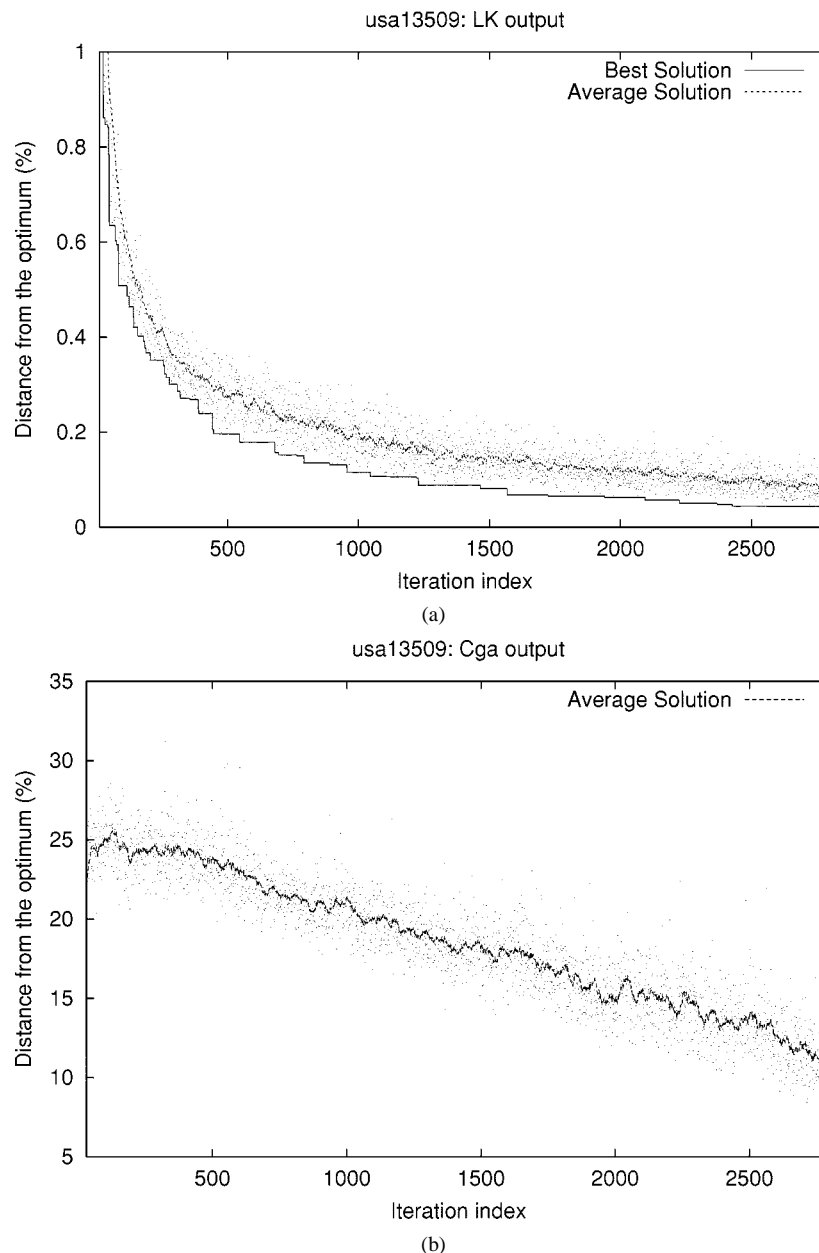 usa13509: LK output
1
0.8
0.6
0.4
0.2
0
Distance from the optimum (%)
Best Solution
Average Solution
500
1000
1500
2000
2500
Iteration index
(a)
usa13509: Cga output
35
30
25
20
15
10
5
Distance from the optimum (%)
Average Solution
500
1000
1500
2000
2500
Iteration index
(b)